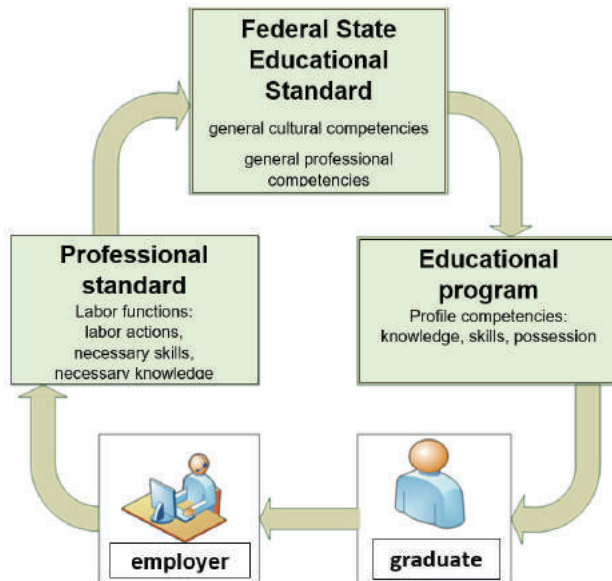 Federal State
Educational
Standard
general cultural competencies
general professional
competencies
Professional
standard
Labor functions:
labor actions,
necessary skills,
necessary knowledge
Educational
program
Profile competencies:
knowledge, skills, possession
employer
graduate